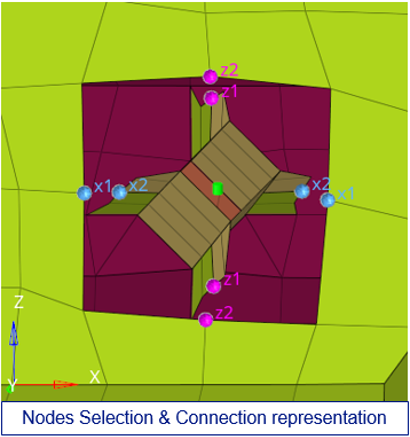 z2
z1
x1 x2 x2 x1
z1
z2
Z
X
Y
Nodes Selection & Connection representation